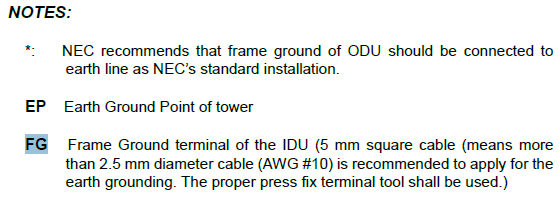 NOTES:
*: NEC recommends that frame ground of ODU should be connected to
earth line as NEC's standard installation.
EP Earth Ground Point of tower
FG Frame Ground terminal of the IDU (5 mm square cable (means more
than 2.5 mm diameter cable (AWG #10) is recommended to apply for the
earth grounding. The proper press fix terminal tool shall be used.)